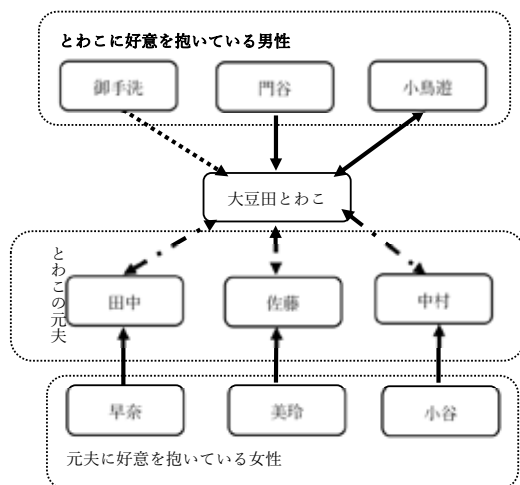 とわこに好意を抱いている男性
御手洗
門谷
小鳥遊
大豆田とわこ
とわこの元夫
田中
佐藤
中村
早奈
美玲
小谷
元夫に好意を抱いている女性